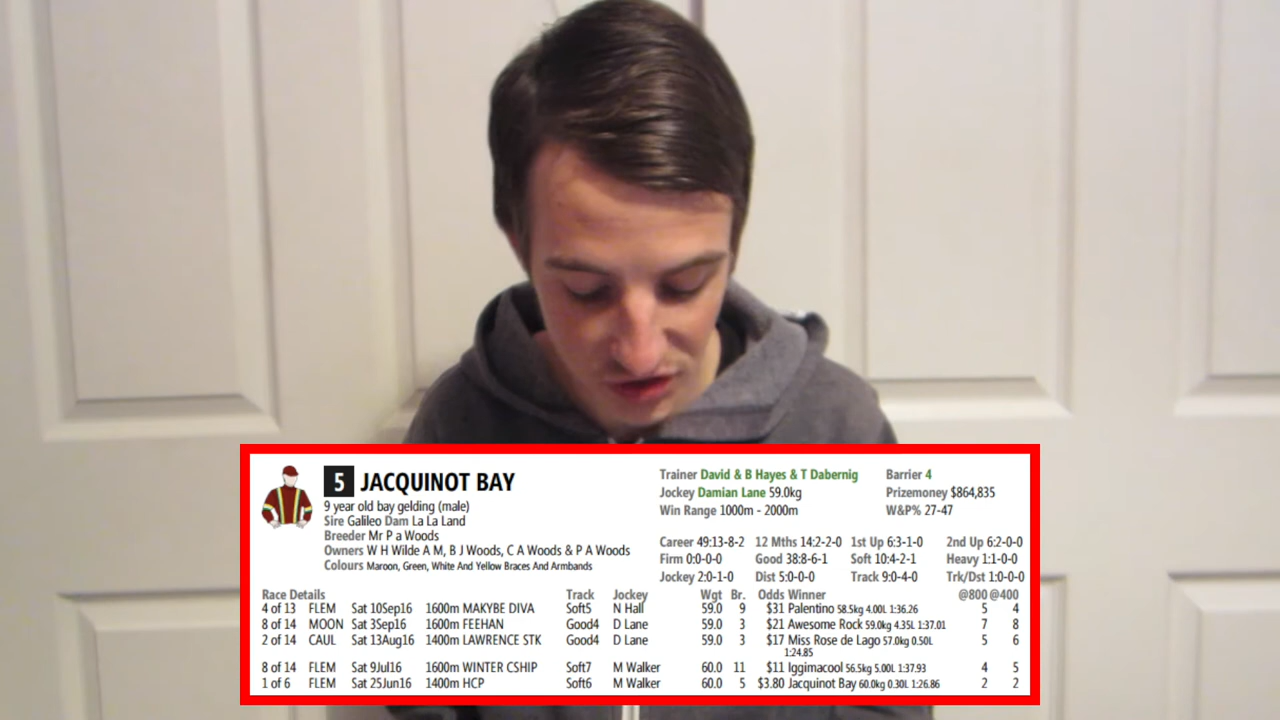 5 JACQUINOT BAY
9 year old bay gelding (male)
Sire Galileo Dam La La Land
Breeder Mr P a Woods
Owners W H Wilde A M, B J Woods, C A Woods & P A Woods
Colours Maroon, Green, White And Yellow Braces And Armbands
Trainer David & B Hayes & T Dabernig Barrier 4
Jockey Damian Lane 59.0kg Prizemoney $864,835
Win Range 1000m - 2000m W&P% 27-47
Career 49:13-8-2 12 Mths 14:2-2-0 1st Up 6:3-1-0 2nd Up 6:2-0-0
Firm 0:0-0-0 Good 38:8-6-1 Soft 10:4-2-1 Heavy 1:1-0-0
Jockey 2:0-1-0 Dist 5:0-0-0 Track 9:0-4-0 Trk/Dst 1:0-0-0
Race Details Track Jockey Wgt Br. Odds Winner @800 @400
4 of 13 FLEM Sat 10Sep16 1600m MAKYBE DIVA Soft5 N Hall 59.0 9 $31 Palentino 58.5kg 4.00L 1:36.26 5 4
8 of 14 MOON Sat 3Sep16 1600m FEEHAN Good4 D Lane 59.0 3 $21 Awesome Rock 59.0kg 4.35L 1:37.01 7 8
2 of 14 CAUL Sat 13Aug16 1400m LAWRENCE STK Good4 D Lane 59.0 3 $17 Miss Rose de Lago 57.0kg 0.50L 5 6
1:24.85
8 of 14 FLEM Sat 9Jul16 1600m WINTER CSHIP Soft7 M Walker 60.0 11 $11 Iggimacool 56.5kg 5.00L 1:37.93 4 5
1 of 6 FLEM Sat 25Jun16 1400m HCP Soft6 M Walker 60.0 5 $3.80 Jacquinot Bay 60.0kg 0.30L 1:26.86 2 2